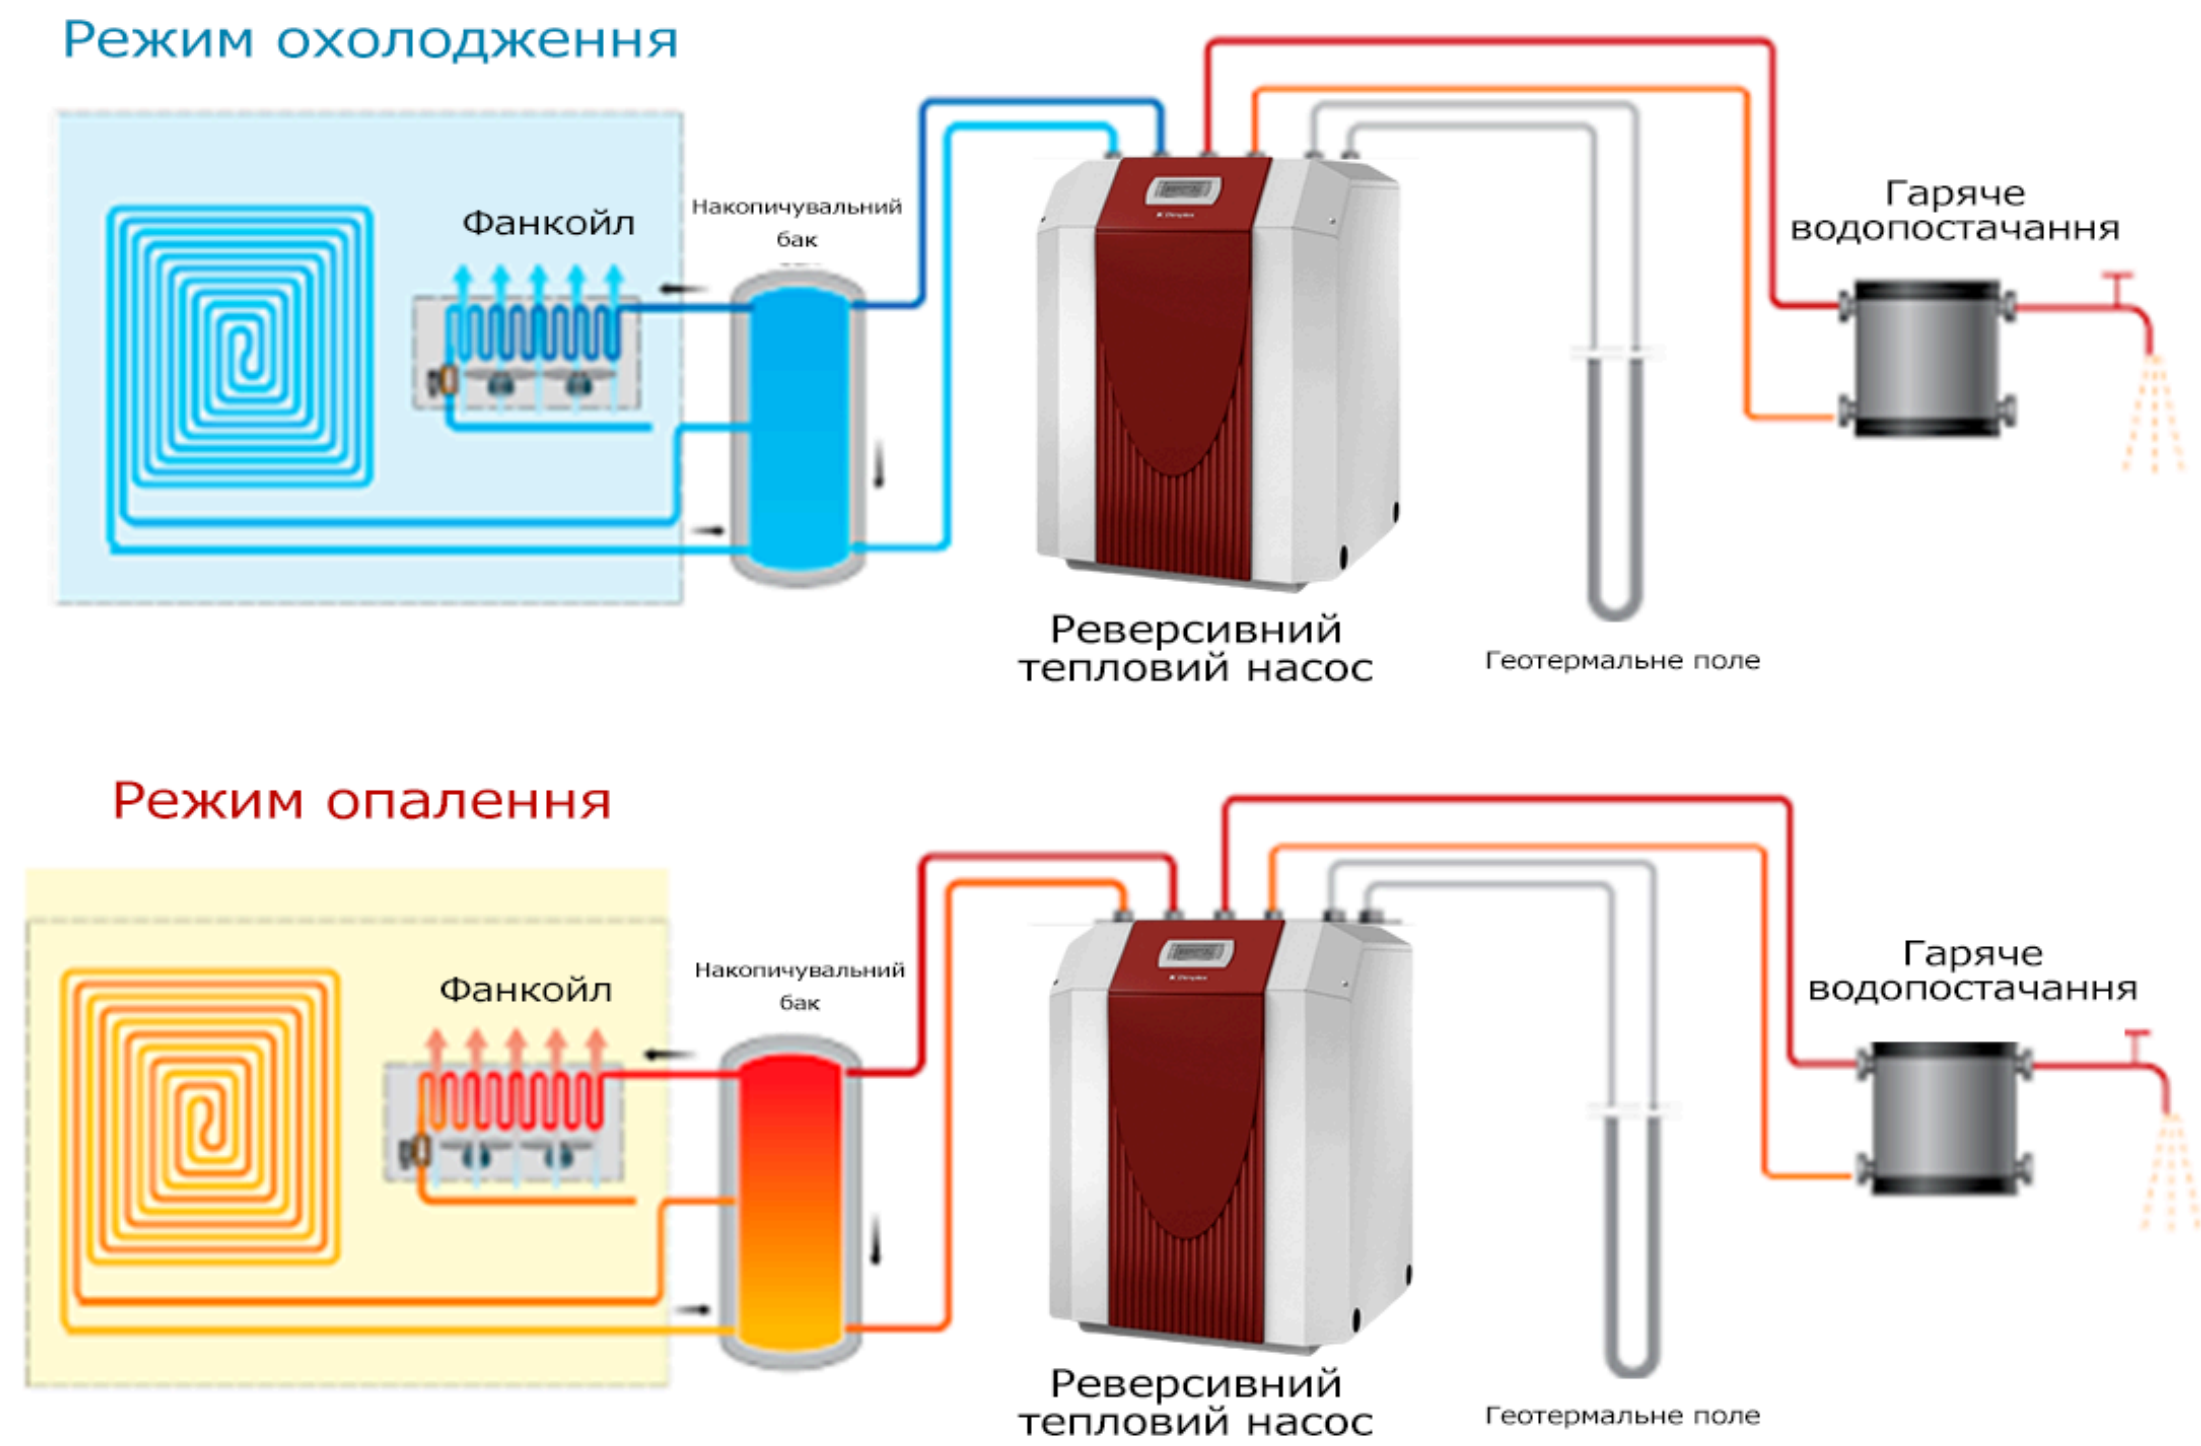 Режим охолодження
Фанкойл
Накопичувальний
бак
Гаряче
водопостачання
Реверсивний
тепловий насос
Геотермальне поле
Режим опалення
Фанкойл
Накопичувальний
бак
Гаряче
водопостачання
Реверсивний
тепловий насос
Геотермальне поле